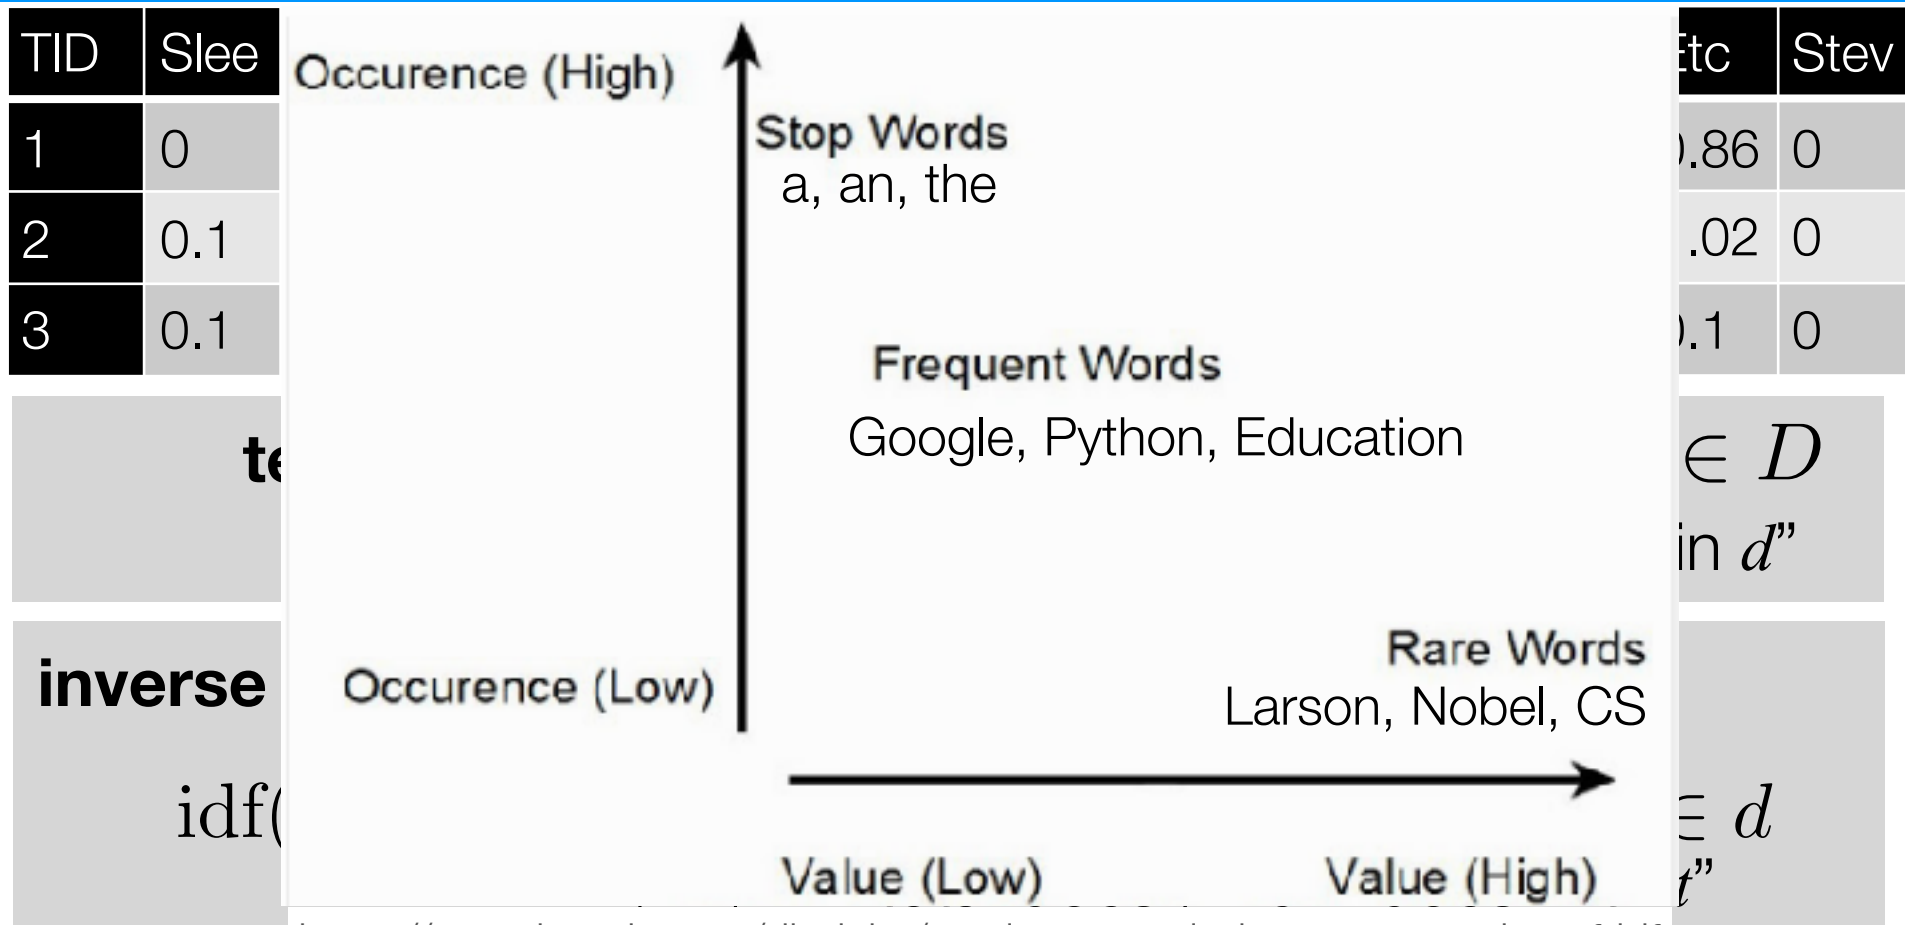 TID Slee Etc Stev
1 0 0.86 0
2 0.1 .02 0
3 0.1 0.1 0
Occurence (High)
Stop Words
a, an, the
Frequent Words
Google, Python, Education
∈ D
in d”
Rare Words
Larson, Nobel, CS
inverse
Occurence (Low)
idf(
∈ d
Value (Low) Value (High)
t”